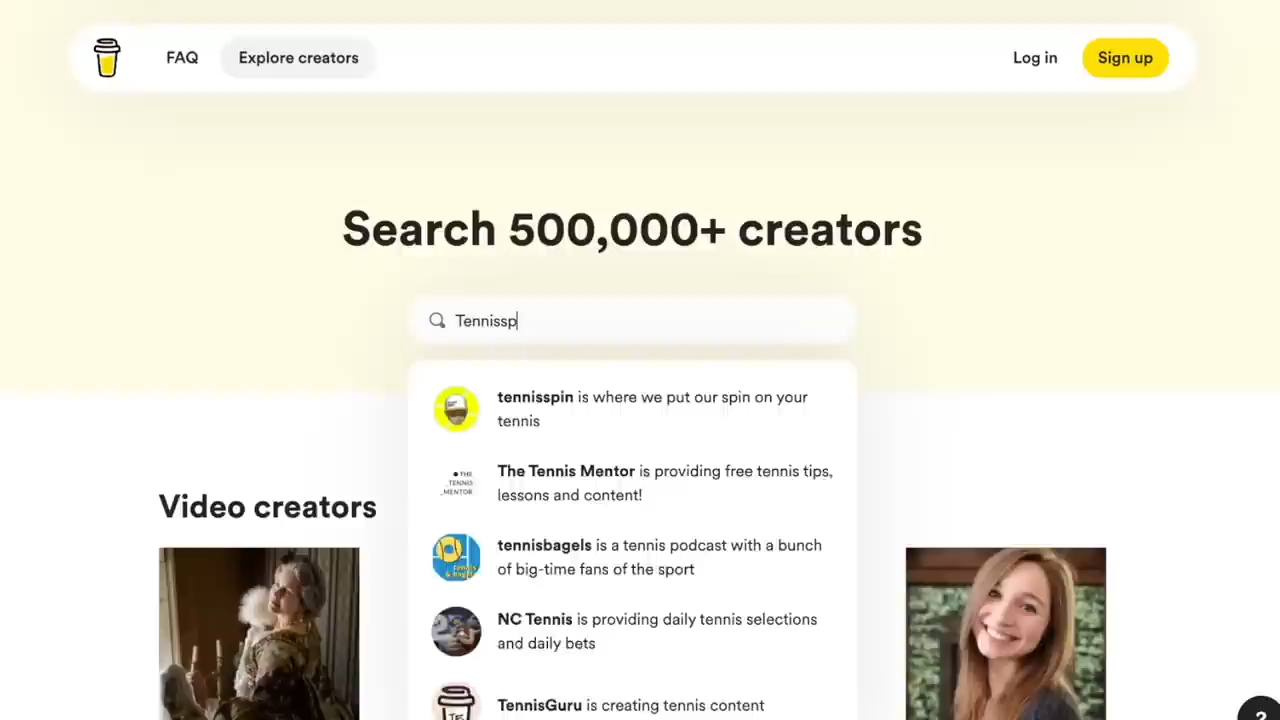 FAQ
Explore creators
Log in
Sign up
Search 500,000+ creators
Tennissp
tennisspin is where we put our spin on your
tennis
THE
_TENNIS
_MENTOR
The Tennis Mentor is providing free tennis tips,
lessons and content!
tennisbagels is a tennis podcast with a bunch
of big-time fans of the sport
NC Tennis is providing daily tennis selections
and daily bets
TennisGuru is creating tennis content
Video creators